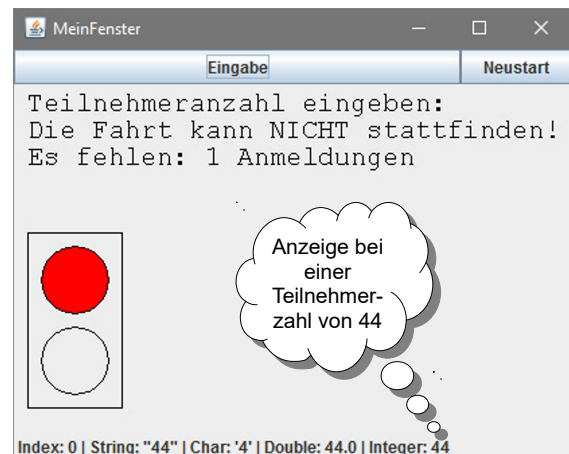 MeinFenster
Eingabe Neustart
Teilnehmeranzahl eingeben:
Die Fahrt kann NICHT stattfinden!
Es fehlen: 1 Anmeldungen
Anzeige bei
einer
Teilnehmer-
zahl von 44
Index: 0 | String: "44" | Char: '4' | Double: 44.0 | Integer: 44